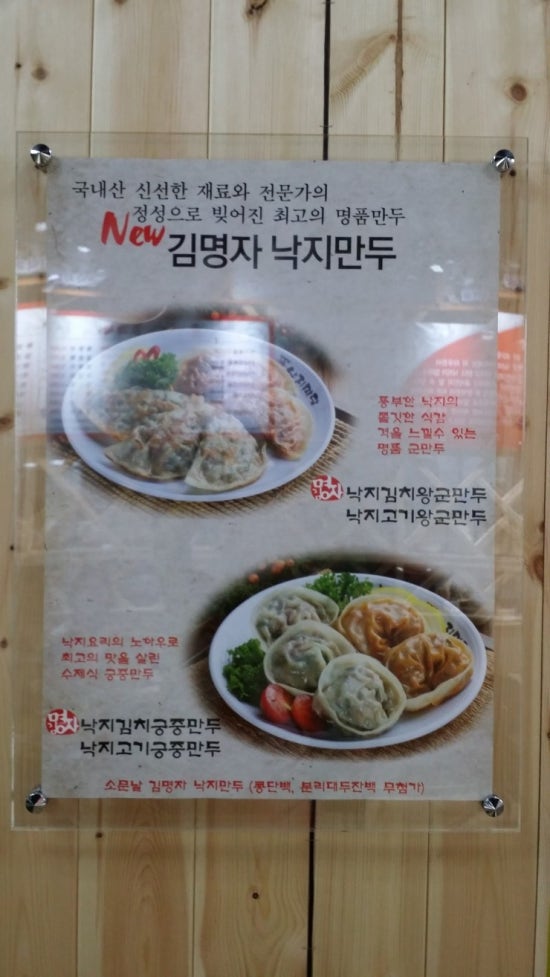 국내산 신선한 재료와 전문가의
정성으로 빚어진 최고의 명품만두
New 김명자 낙지만두
풍부한 낙지의
쫄깃한 식감
격을 느낄수 있는
명품 군만두
명자 낙지김치왕군만두
낙지고기왕군만두
낙지요리의 노하우로
최고의 맛을 살린
수제식 궁중만두
명자 낙지김치궁중만두
낙지고기궁중만두
소문날 김명자 낙지만두 (콩단백, 분리대두잔백 무첨가)